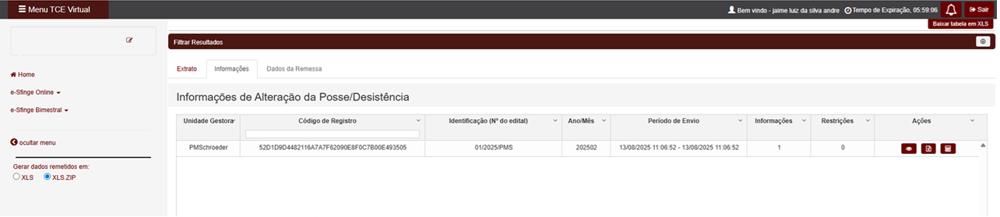 Menu TCE Virtual
Bem vindo - jaime luiz da silva andre Tempo de Expiração, 05:59:06 Sair
Baixar tabela em XLS
Filtrar Resultados
Extrato Informações Dados da Remessa
Home
e-Sfinge Online
e-Sfinge Bimestral
ocultar menu
Gerar dados remetidos em:
XLS XLS.ZIP
Informações de Alteração da Posse/Desistência
Unidade Gestora Código de Registro Identificação (Nº do edital) Ano/Mês Período de Envio Informações Restrições Ações
PMSchroeder 52D1D9D4482116A7A7F62090E8F0C7B00E493505 01/2025/PMS 202502 13/08/2025 11:06:52 - 13/08/2025 11:06:52 1 0